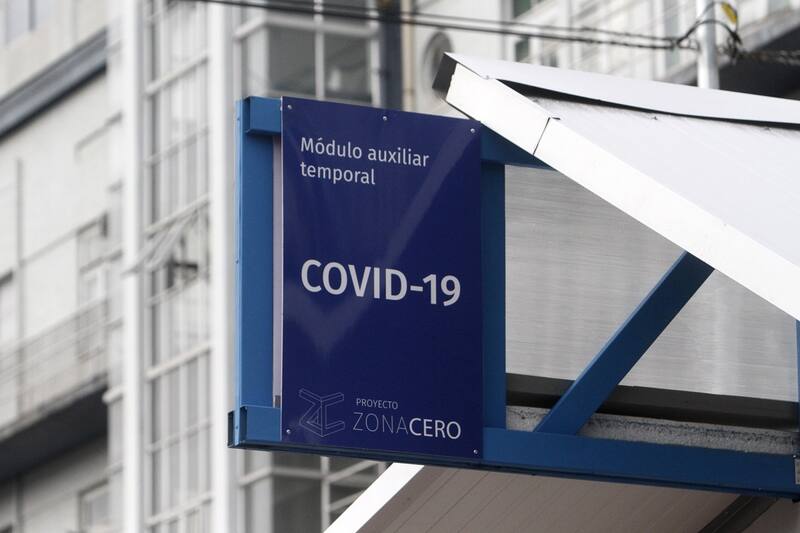 Módulo auxiliar
temporal
COVID-19
PROYECTO
ZONACERO